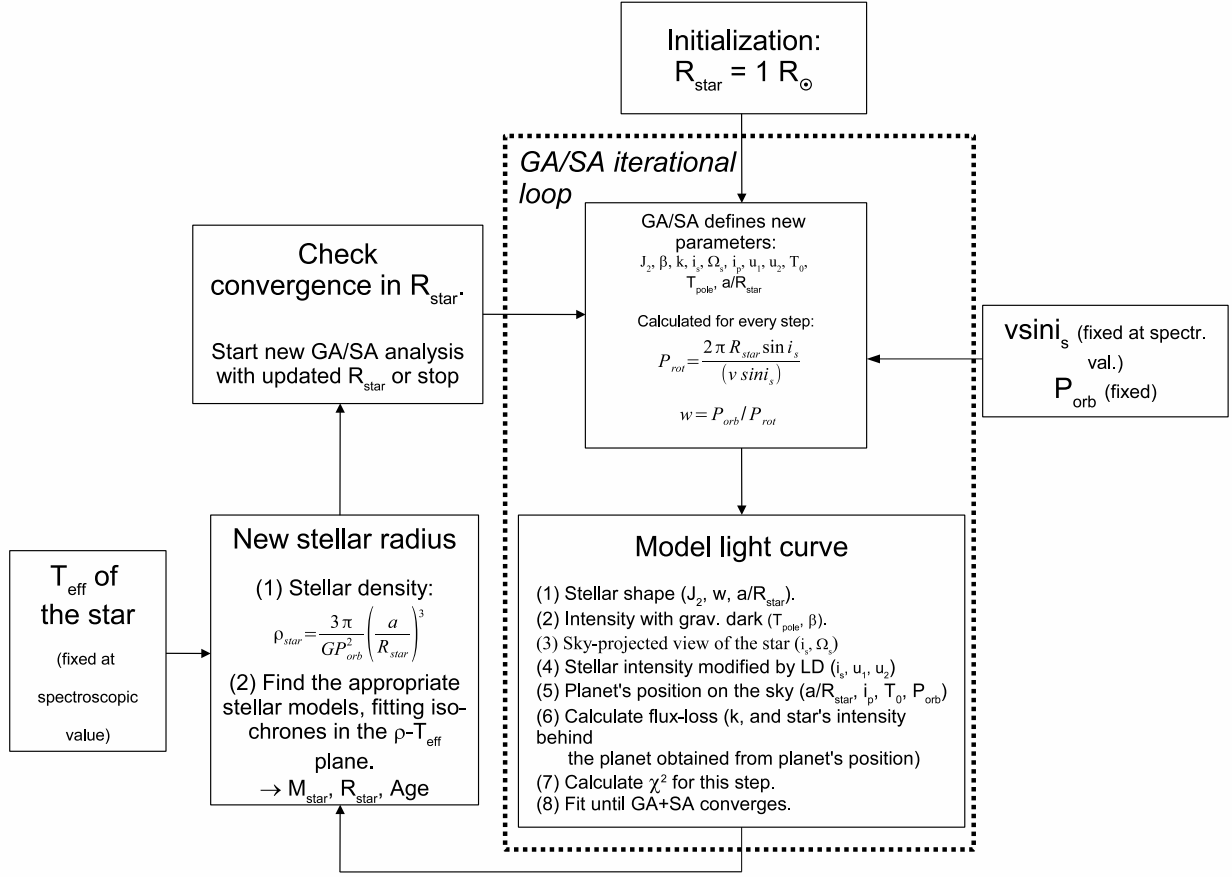 Initialization:
R_star = 1 R_⊙
GA/SA iterational
loop
GA/SA defines new
parameters:
J_2, β, k, i_s, Ω_s, i_p, u_1, u_2, T_0,
T_pole, a/R_star
Calculated for every step:
P_rot = 2 π R_star sin i_s / (v sini_s)
w = P_orb / P_rot
Check
convergence in R_star.
Start new GA/SA analysis
with updated R_star or stop
vsini_s (fixed at spectr.
val.)
P_orb (fixed)
T_eff of
the star
(fixed at
spectroscopic
value)
New stellar radius
(1) Stellar density:
ρ_star = 3 π / GP_orb^2 (a / R_star)^3
(2) Find the appropriate
stellar models, fitting iso-
chrones in the ρ-T_eff
plane.
→ M_star, R_star, Age
Model light curve
(1) Stellar shape (J_2, w, a/R_star).
(2) Intensity with grav. dark (T_pole, β).
(3) Sky-projected view of the star (i_s, Ω_s)
(4) Stellar intensity modified by LD (i_s, u_1, u_2)
(5) Planet's position on the sky (a/R_star, i_p, T_0, P_orb)
(6) Calculate flux-loss (k, and star's intensity
behind
the planet obtained from planet's position)
(7) Calculate χ² for this step.
(8) Fit until GA+SA converges.